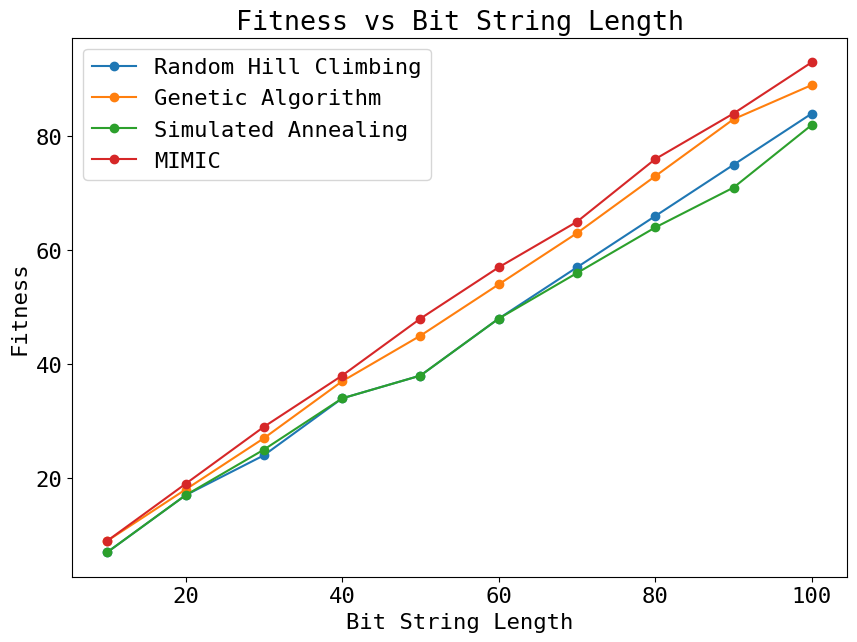 Fitness vs Bit String Length
Random Hill Climbing
Genetic Algorithm
Simulated Annealing
MIMIC
80
60
40
20
Fitness
20 40 60 80 100
Bit String Length